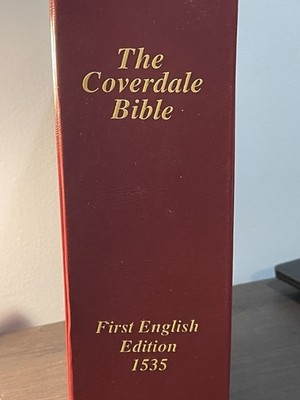 The
Coverdale
Bible
First English
Edition
1535